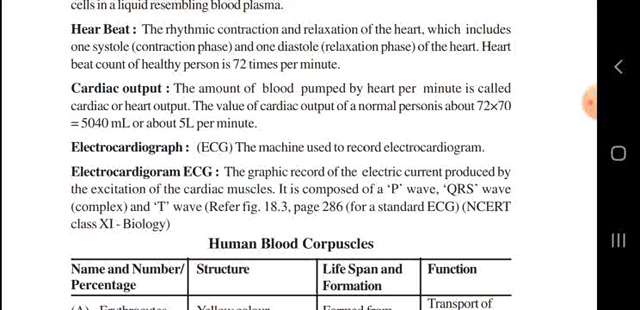 cells in a liquid resembling blood plasma.
Hear Beat : The rhythmic contraction and relaxation of the heart, which includes
one systole (contraction phase) and one diastole (relaxation phase) of the heart. Heart
beat count of healthy person is 72 times per minute.
Cardiac output : The amount of blood pumped by heart per minute is called
cardiac or heart output. The value of cardiac output of a normal personis about 72×70
= 5040 mL or about 5L per minute.
Electrocardiograph : (ECG) The machine used to record electrocardiogram.
Electrocardigoram ECG : The graphic record of the electric current produced by
the excitation of the cardiac muscles. It is composed of a ‘P’ wave, ‘QRS’ wave
(complex) and ‘T’ wave (Refer fig. 18.3, page 286 (for a standard ECG) (NCERT
class XI - Biology)
Human Blood Corpuscles
Name and Number/ Structure Life Span and Function
Percentage Formation
Transport of